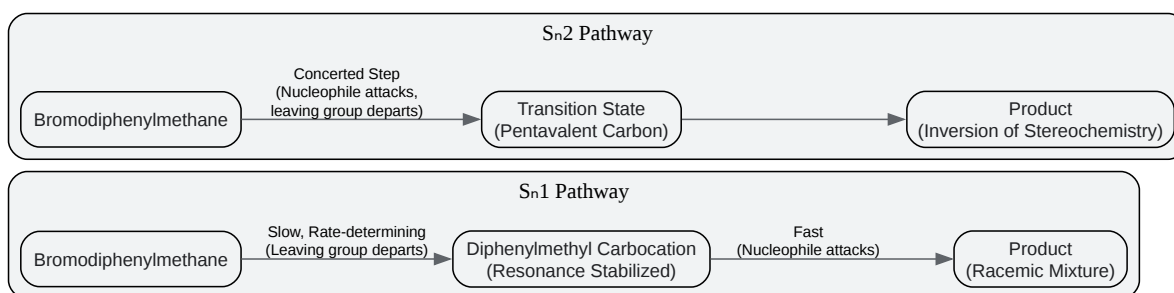 Sₙ2 Pathway
Concerted Step
(Nucleophile attacks,
leaving group departs)
Bromodiphenylmethane
Transition State
(Pentavalent Carbon)
Product
(Inversion of Stereochemistry)
Sₙ1 Pathway
Slow, Rate-determining
(Leaving group departs)
Bromodiphenylmethane
Diphenylmethyl Carbocation
(Resonance Stabilized)
Fast
(Nucleophile attacks)
Product
(Racemic Mixture)